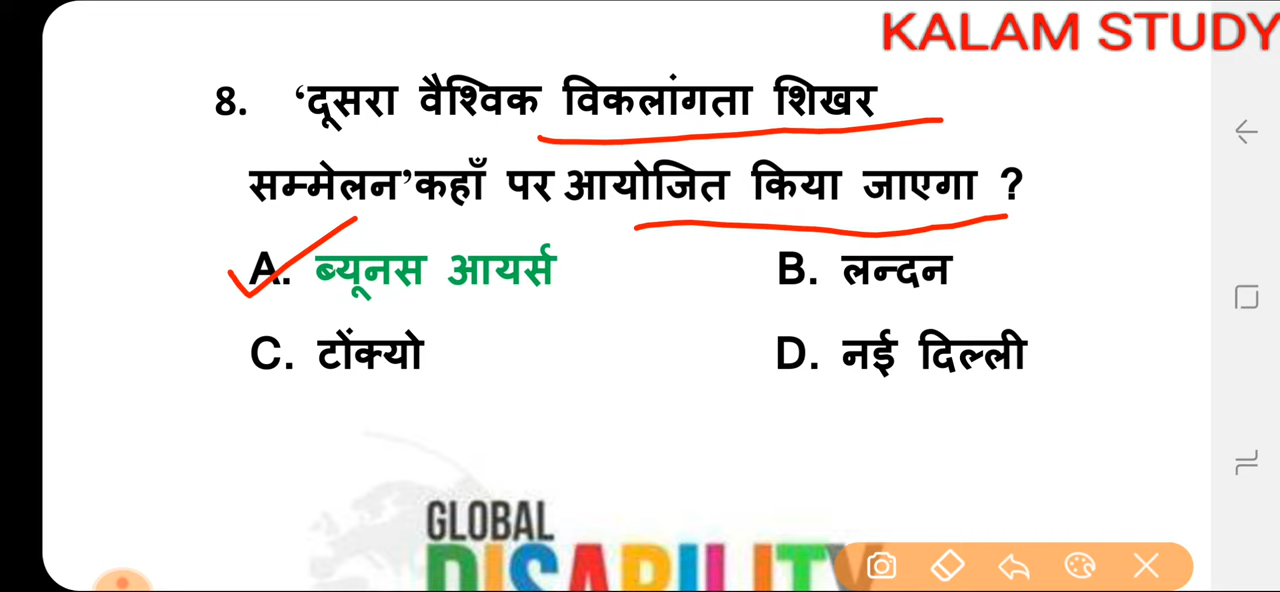 KALAM STUDY
8. ‘दूसरा वैश्विक विकलांगता शिखर
सम्मेलन’कहाँ पर आयोजित किया जाएगा ?
A. ब्यूनस आयर्स B. लन्दन
C. टोंक्यो D. नई दिल्ली
GLOBAL
DISABILITY